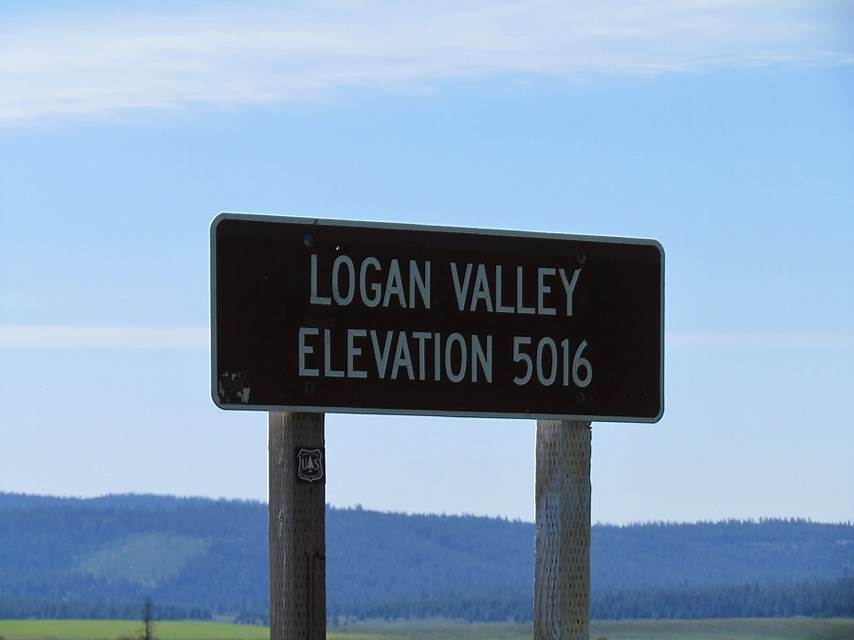 LOGAN VALLEY
ELEVATION 5016
U S